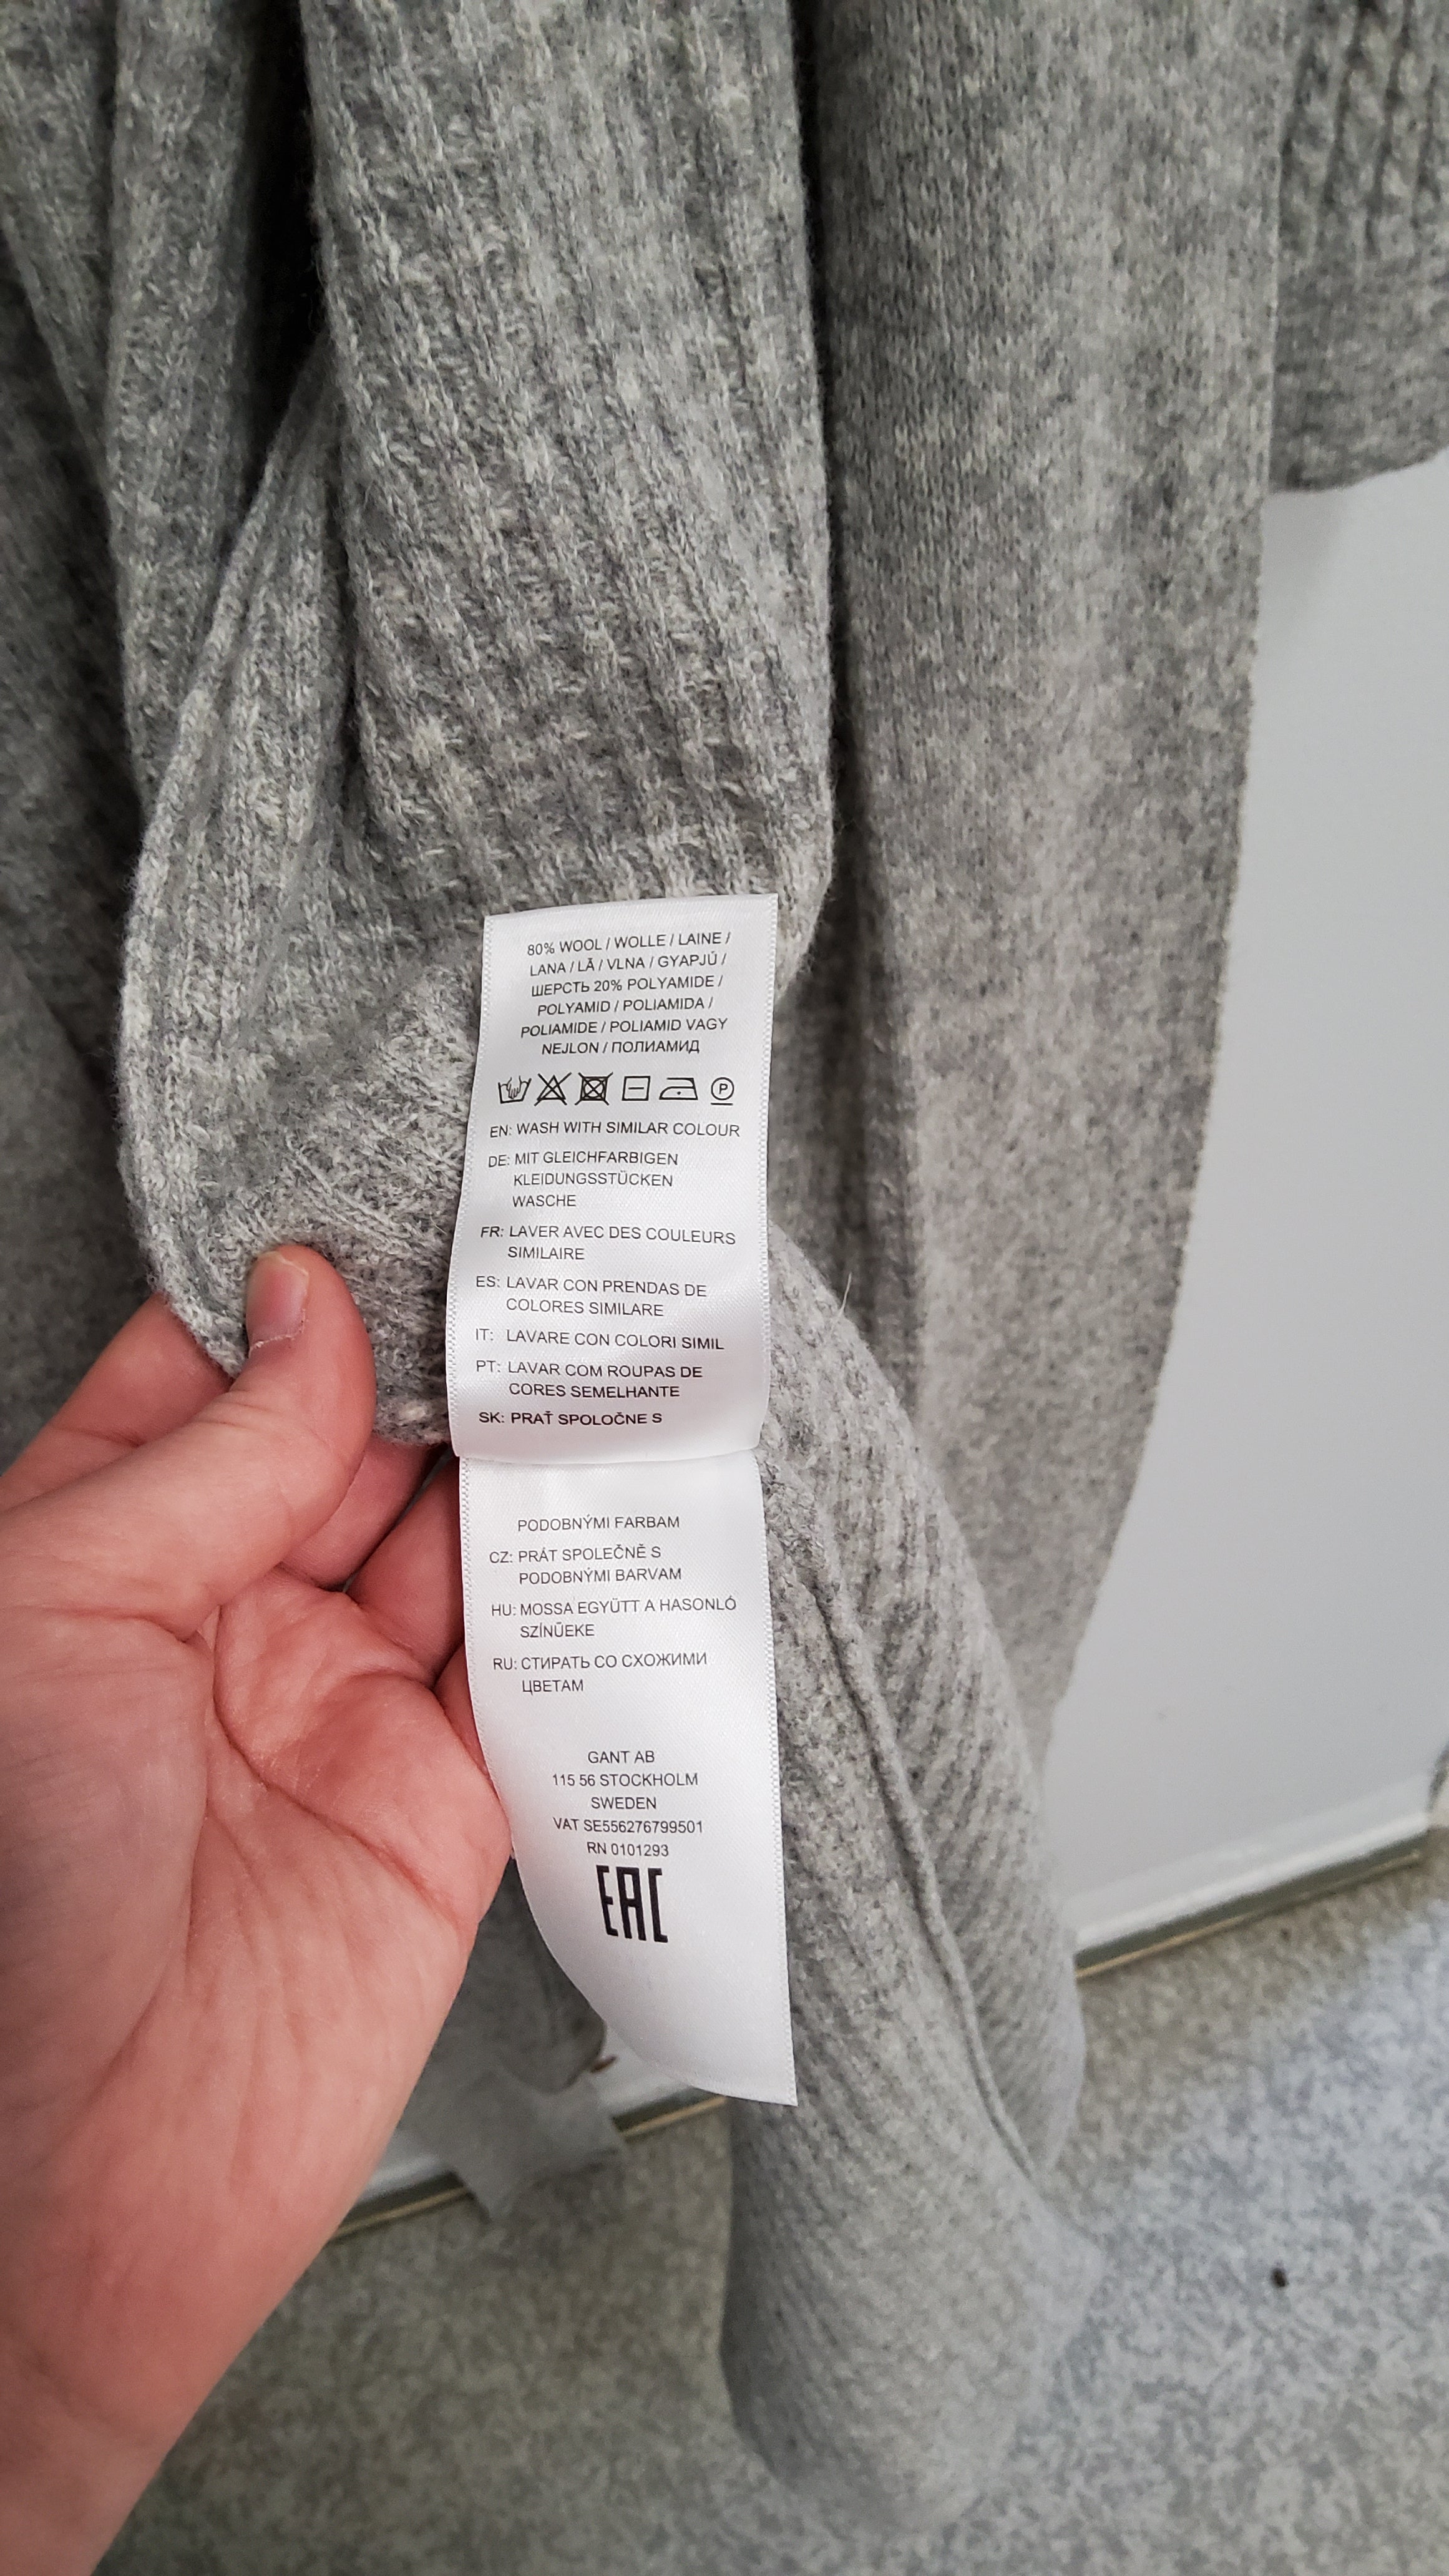 80% WOOL / WOLLE / LAINE /
LANA / LÃ / VLNA / GYAPJÚ /
ШЕРСТЬ 20% POLYAMIDE /
POLYAMID / POLIAMIDA /
POLIAMIDE / POLIAMID VAGY
NEJLON / ПОЛИАМИД
P
EN: WASH WITH SIMILAR COLOUR
DE: MIT GLEICHFARBIGEN
KLEIDUNGSSTÜCKEN
WASCHE
FR: LAVER AVEC DES COULEURS
SIMILAIRE
ES: LAVAR CON PRENDAS DE
COLORES SIMILARE
IT: LAVARE CON COLORI SIMIL
PT: LAVAR COM ROUPAS DE
CORES SEMELHANTE
SK: PRAŤ SPOLOČNE S
PODOBNÝMI FARBAM
CZ: PRÁT SPOLEČNĚ S
PODOBNÝMI BARVAM
HU: MOSSA EGYÜTT A HASONLÓ
SZÍNŪEKE
RU: СТИРАТЬ СО СХОЖИМИ
ЦВЕТАМ
GANT AB
115 56 STOCKHOLM
SWEDEN
VAT SE556276799501
RN 0101293
EAC